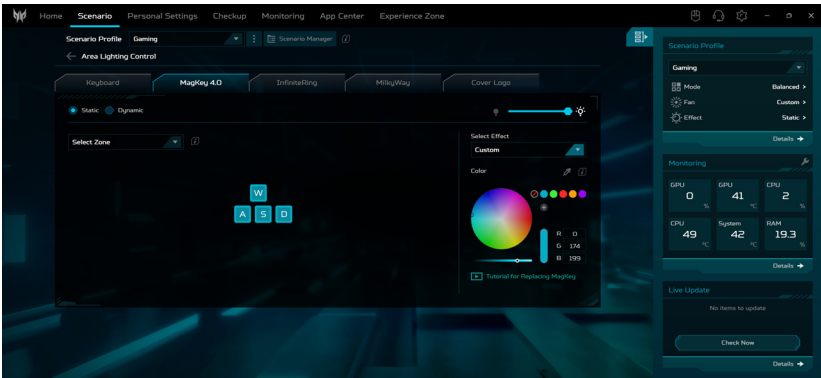 Home Scenario Personal Settings Checkup Monitoring App Center Experience Zone
Scenario Profile Gaming Scenario Manager
Area Lighting Control
Keyboard MagKey 4.0 InfiniteRing MilkyWay Cover Logo
Static Dynamic
Select Zone
W
A S D
Select Effect
Custom
Color
R 0
G 174
B 199
Tutorial for Replacing MagKey
Scenario Profile
Gaming
Mode Balanced >
Fan Custom >
Effect Static >
Details →
Monitoring
GPU GPU CPU
0 % 41 °C 2 %
CPU System RAM
49 °C 42 °C 19.3 %
Details →
Live Update
No items to update
Check Now
Details →